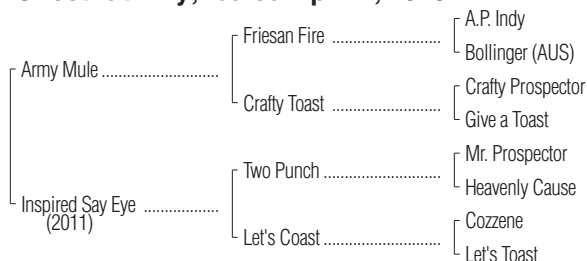 Friesan Fire
A.P. Indy
Bollinger (AUS)
Army Mule
Crafty Toast
Crafty Prospector
Give a Toast
Inspired Say Eye
(2011)
Two Punch
Mr. Prospector
Heavenly Cause
Let's Coast
Cozzene
Let's Toast